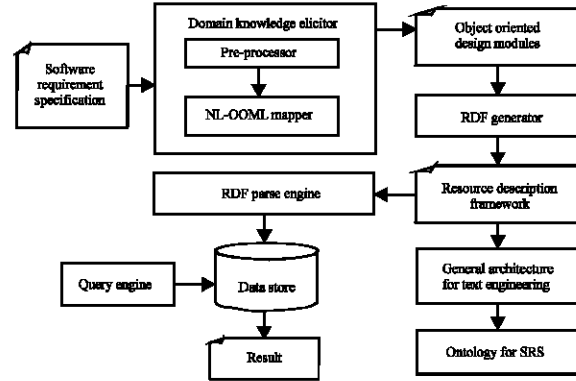 Domain knowledge elicitor
Pre-processor
NL-OOML mapper
Software
requirement
specification
Object oriented
design modules
RDF generator
Resource description
framework
RDF parse engine
General architecture
for text engineering
Query engine
Data store
Ontology for SRS
Result